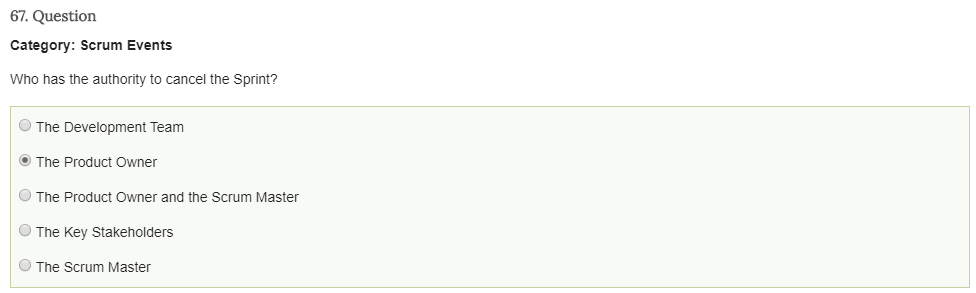 67. Question
Category: Scrum Events
Who has the authority to cancel the Sprint?
The Development Team
The Product Owner
The Product Owner and the Scrum Master
The Key Stakeholders
The Scrum Master